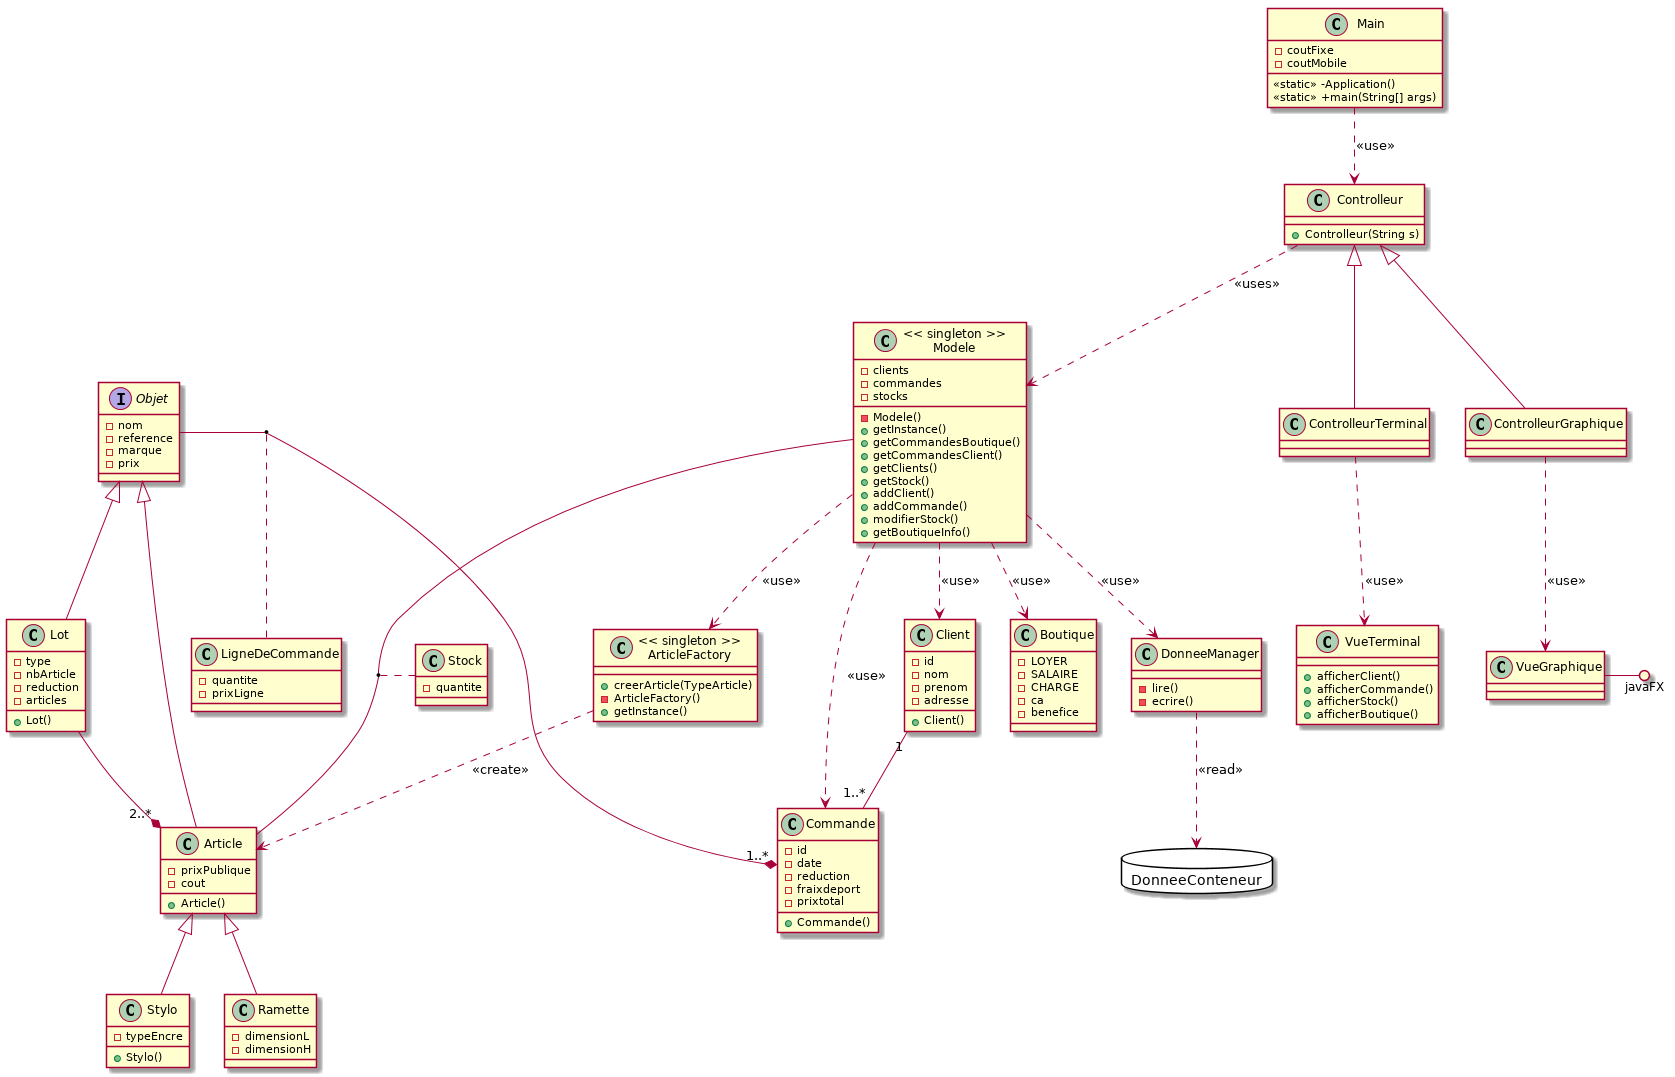 C Main
coutFixe
coutMobile
«static» -Application()
«static» +main(String[] args)
«use»
C Controlleur
Controlleur(String s)
«uses»
C << singleton >>
Modele
clients
commandes
stocks
Modele()
getInstance()
getCommandesBoutique()
getCommandesClient()
getClients()
getStock()
addClient()
addCommande()
modifierStock()
getBoutiqueInfo()
I Objet
nom
reference
marque
prix
C ControlleurTerminal
C ControlleurGraphique
«use»
«use»
«use»
«use»
«use»
«use»
«use»
C Lot
type
nbArticle
reduction
articles
Lot()
C LigneDeCommande
quantite
prixLigne
C Stock
quantite
C << singleton >>
ArticleFactory
creerArticle(TypeArticle)
ArticleFactory()
getInstance()
C Client
id
nom
prenom
adresse
Client()
C Boutique
LOYER
SALAIRE
CHARGE
ca
benefice
C DonneeManager
lire()
ecrire()
C VueTerminal
afficherClient()
afficherCommande()
afficherStock()
afficherBoutique()
C VueGraphique
javaFX
«create»
«read»
1
1..*
2..*
1..*
C Article
prixPublique
cout
Article()
C Commande
id
date
reduction
fraixdeport
prixtotal
Commande()
DonneeConteneur
C Stylo
typeEncre
Stylo()
C Ramette
dimensionL
dimensionH